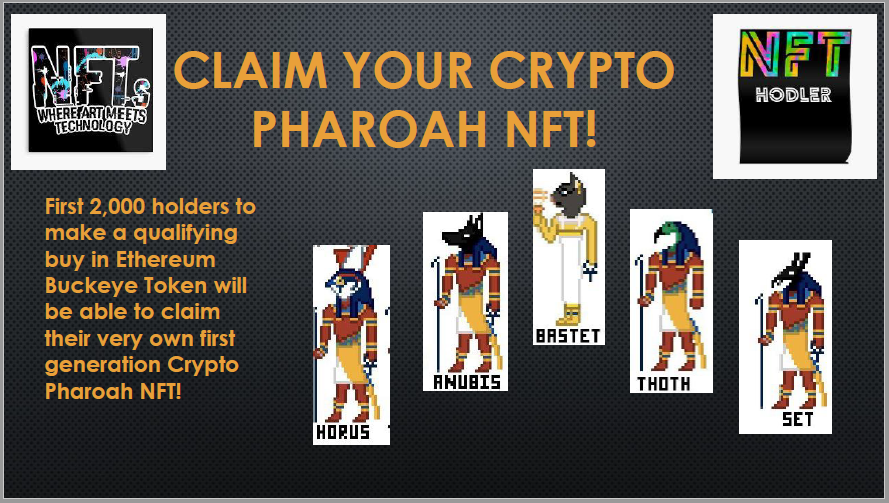 NFTs
WHERE ART MEETS
TECHNOLOGY
CLAIM YOUR CRYPTO
PHAROAH NFT!
NFT
HODLER
First 2,000 holders to
make a qualifying
buy in Ethereum
Buckeye Token will
be able to claim
their very own first
generation Crypto
Pharoah NFT!
HORUS
ANUBIS
BASTET
THOTH
SET